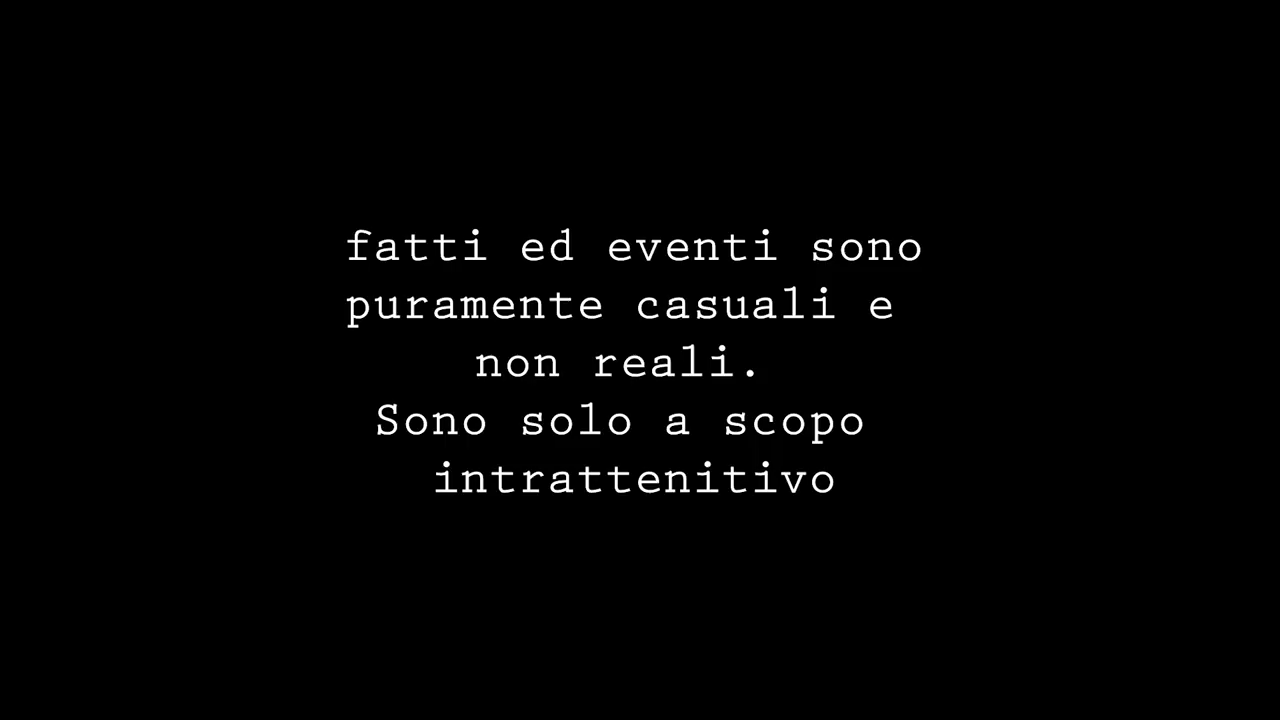 fatti ed eventi sono
puramente casuali e
non reali.
Sono solo a scopo
intrattenitivo